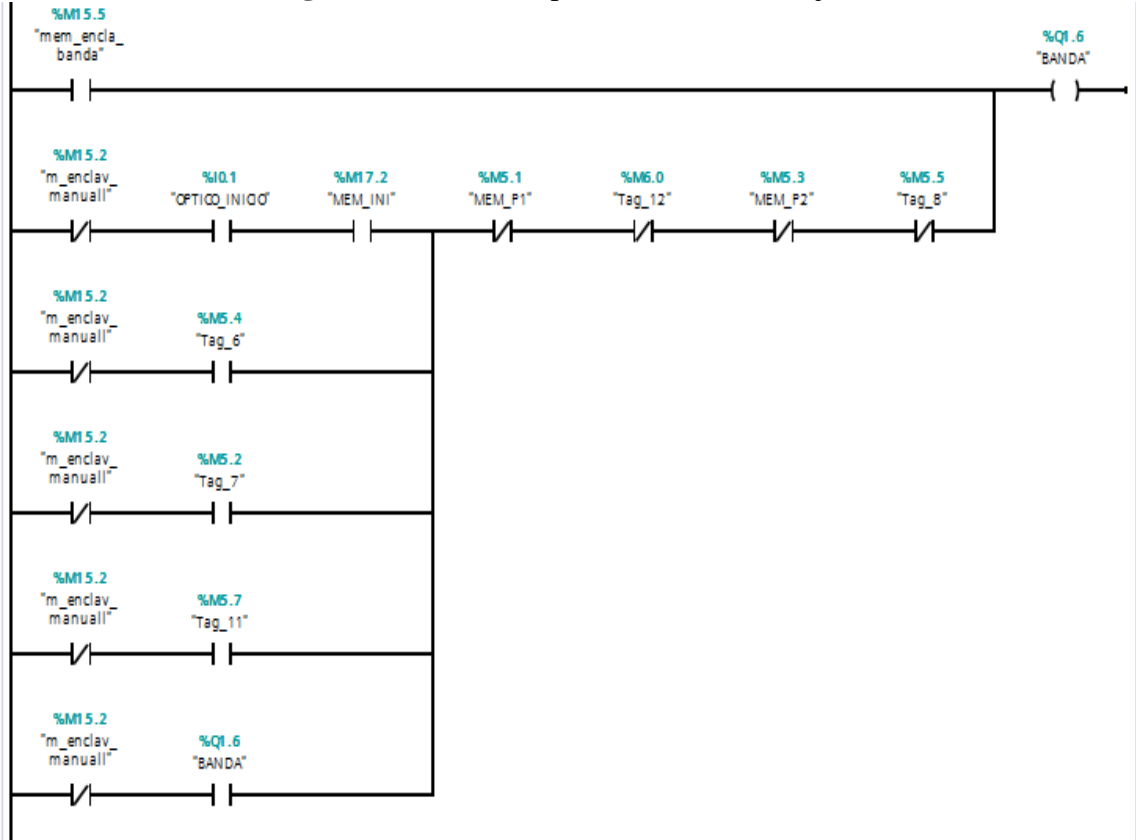 %M15.5
"mem_encla_
banda"
%Q1.6
"BANDA"
%M15.2
"m_enclav_
manuall"
%I0.1
"OPTICO_INICIO"
%M17.2
"MEM_INI"
%M5.1
"MEM_P1"
%M6.0
"Tag_12"
%M5.3
"MEM_P2"
%M5.5
"Tag_8"
%M15.2
"m_enclav_
manuall"
%M5.4
"Tag_6"
%M15.2
"m_enclav_
manuall"
%M5.2
"Tag_7"
%M15.2
"m_enclav_
manuall"
%M5.7
"Tag_11"
%M15.2
"m_enclav_
manuall"
%Q1.6
"BANDA"